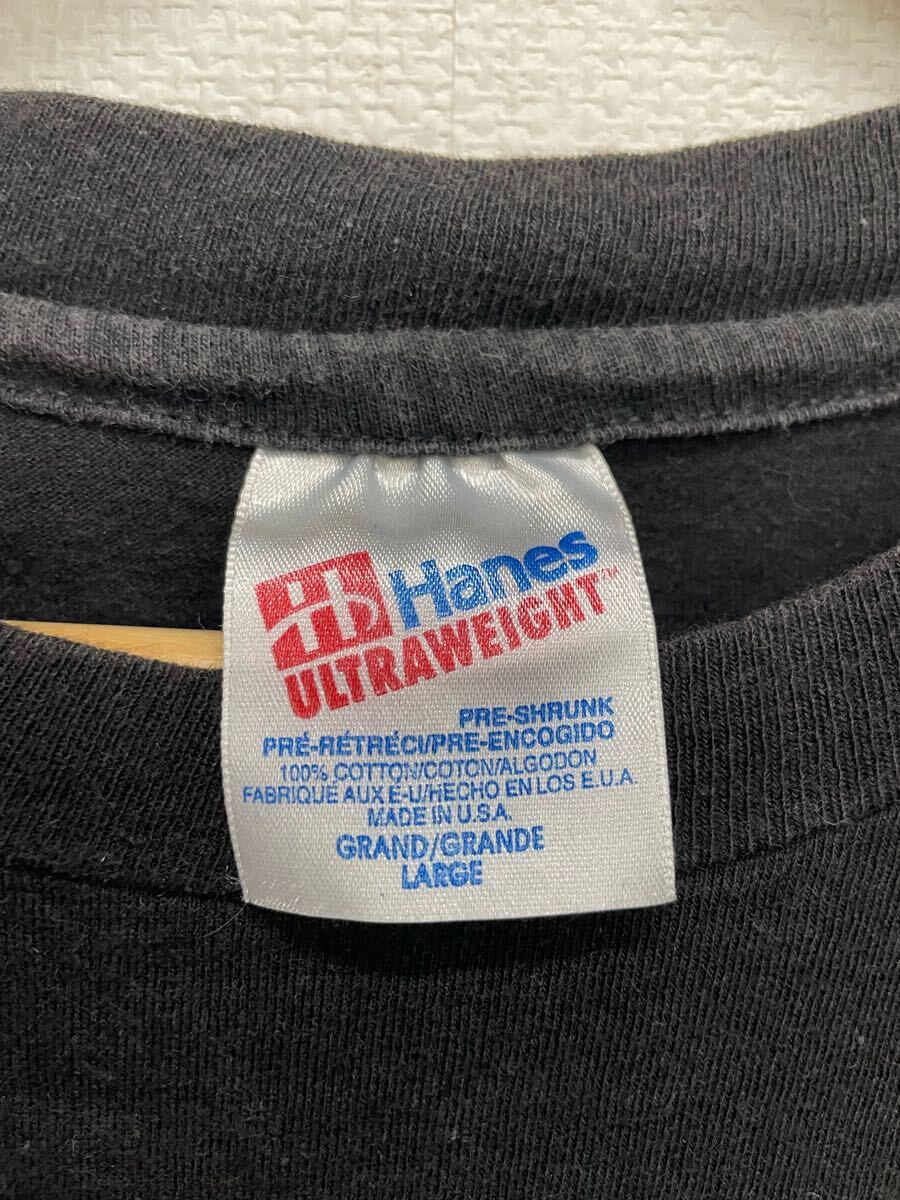 Hanes
ULTRAWEIGHT™
PRE-SHRUNK
PRÉ-RÉTRÉCI/PRE-ENCOGIDO
100% COTTON/COTON/ALGODON
FABRIQUE AUX E-U/HECHO EN LOS E.U.A.
MADE IN U.S.A.
GRAND/GRANDE
LARGE